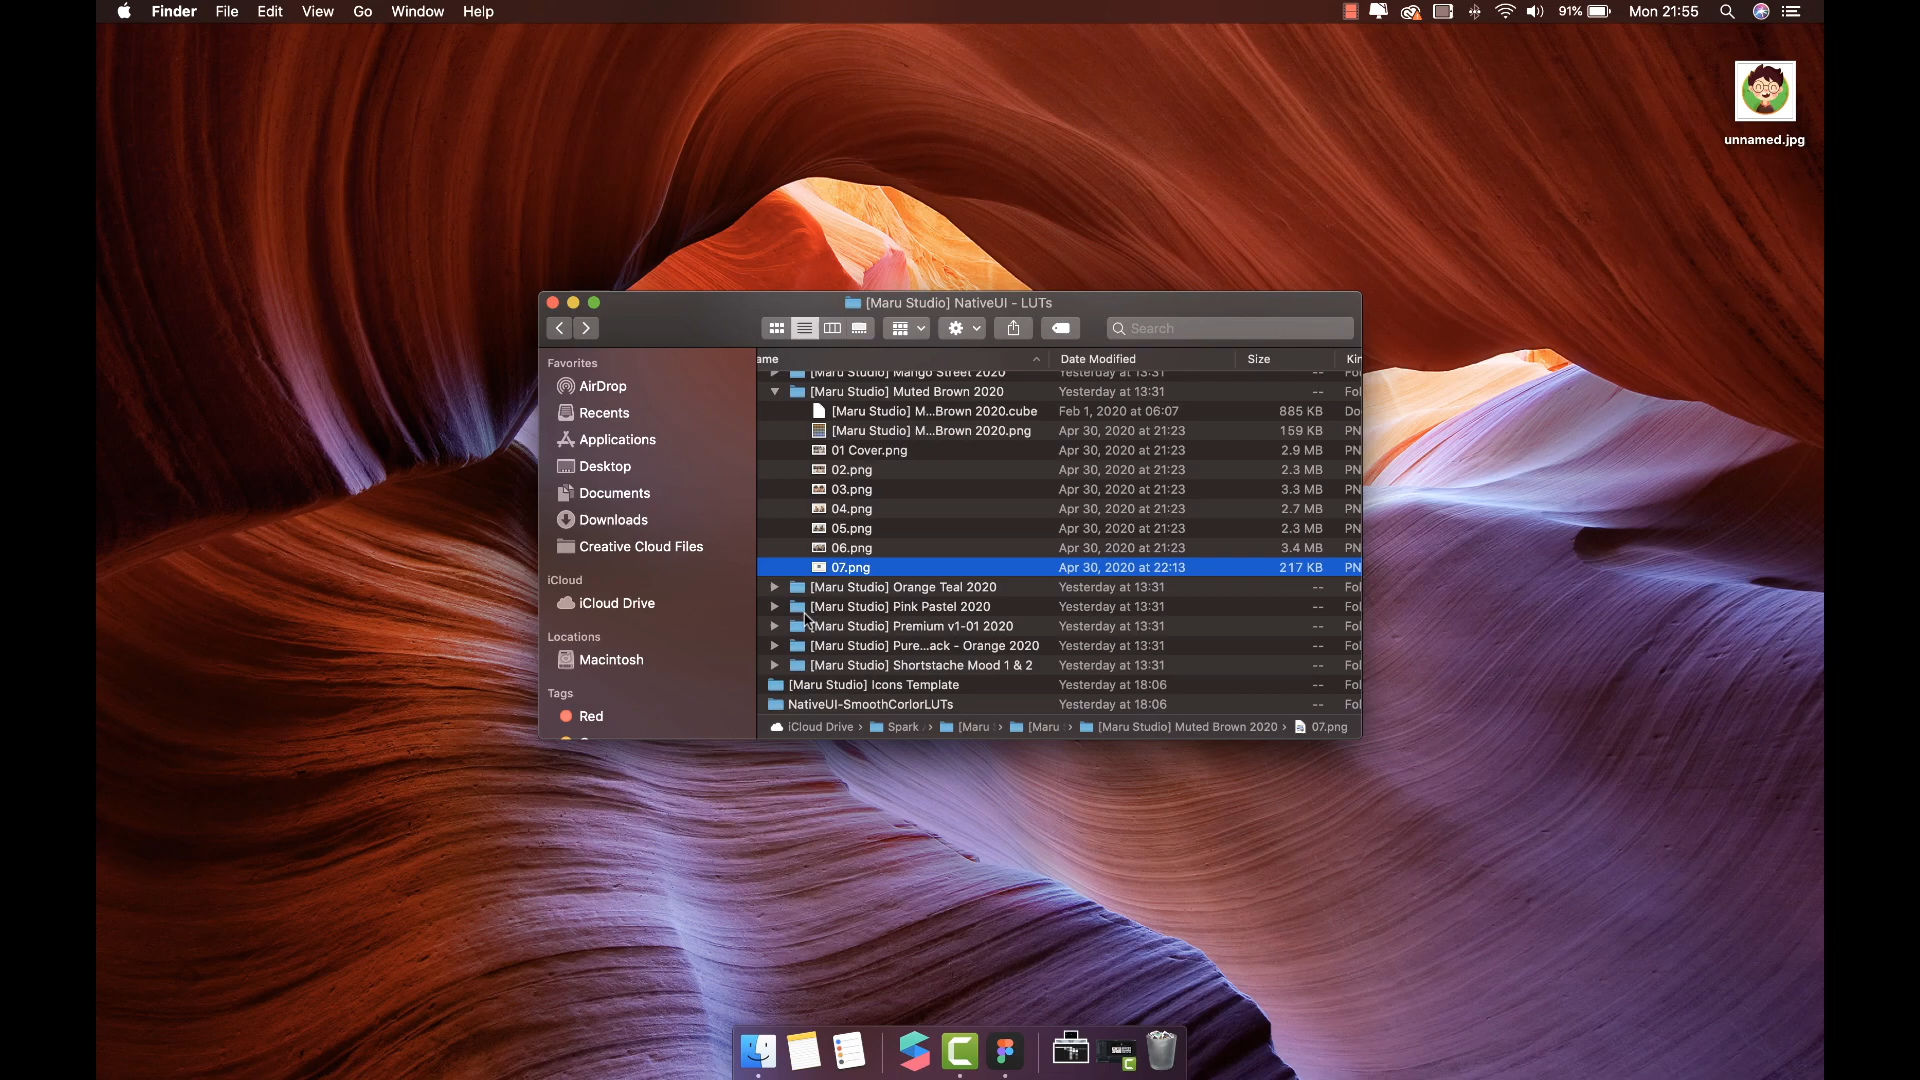 Finder File Edit View Go Window Help 91% Mon 21:55
unnamed.jpg
[Maru Studio] NativeUI - LUTs
Search
Favorites
AirDrop
Recents
Applications
Desktop
Documents
Downloads
Creative Cloud Files
iCloud
iCloud Drive
Locations
Macintosh
Tags
Red
ame Date Modified Size Kin
[Maru Studio] Mango Street 2020 Yesterday at 13:31 -- Fol
[Maru Studio] Muted Brown 2020 Yesterday at 13:31 -- Fol
[Maru Studio] M...Brown 2020.cube Feb 1, 2020 at 06:07 885 KB Do
[Maru Studio] M...Brown 2020.png Apr 30, 2020 at 21:23 159 KB PN
01 Cover.png Apr 30, 2020 at 21:23 2.9 MB PN
02.png Apr 30, 2020 at 21:23 2.3 MB PN
03.png Apr 30, 2020 at 21:23 3.3 MB PN
04.png Apr 30, 2020 at 21:23 2.7 MB PN
05.png Apr 30, 2020 at 21:23 2.3 MB PN
06.png Apr 30, 2020 at 21:23 3.4 MB PN
07.png Apr 30, 2020 at 22:13 217 KB PN
[Maru Studio] Orange Teal 2020 Yesterday at 13:31 -- Fol
[Maru Studio] Pink Pastel 2020 Yesterday at 13:31 -- Fol
[Maru Studio] Premium v1-01 2020 Yesterday at 13:31 -- Fol
[Maru Studio] Pure...ack - Orange 2020 Yesterday at 13:31 -- Fol
[Maru Studio] Shortstache Mood 1 & 2 Yesterday at 13:31 -- Fol
[Maru Studio] Icons Template Yesterday at 18:06 -- Fol
NativeUI-SmoothCorlorLUTs Yesterday at 18:06 -- Fol
iCloud Drive › Spark › [Maru › [Maru › [Maru Studio] Muted Brown 2020 › 07.png